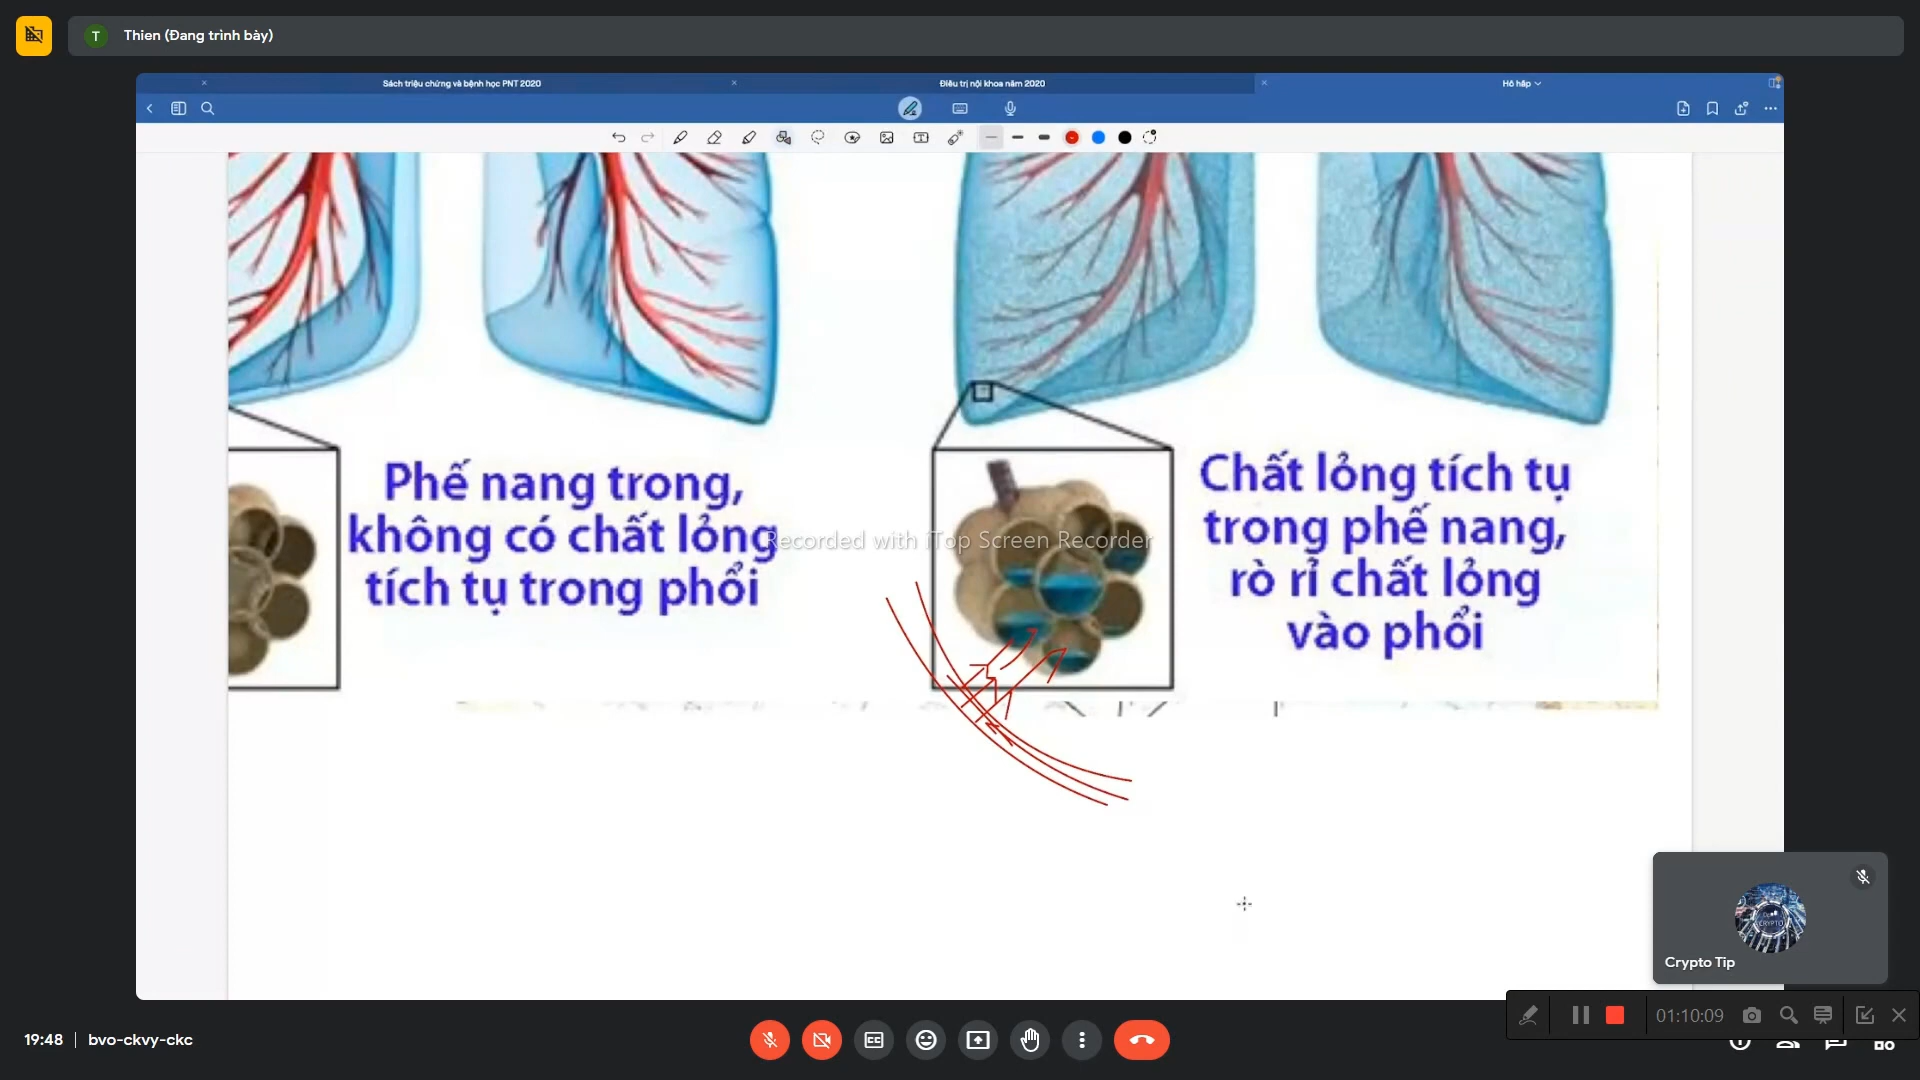 T
Thien (Đang trình bày)
Sách triệu chứng và bệnh học PNT 2020
Điều trị nội khoa năm 2020
Hô hấp
Phế nang trong,
không có chất lỏng
tích tụ trong phổi
Chất lỏng tích tụ
trong phế nang,
rò rỉ chất lỏng
vào phổi
Recorded with iTop Screen Recorder
CRYPTO
Crypto Tip
01:10:09
19:48
bvo-ckvy-ckc